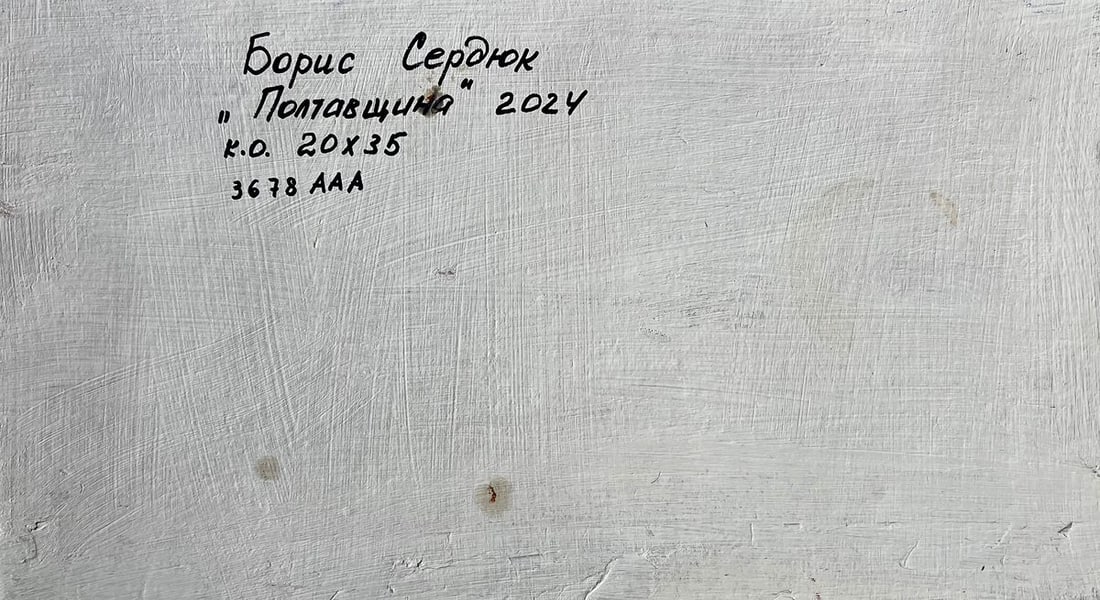 Борис Сердюк
„Полтавщина" 2024
к.о. 20х35
3678 ААА